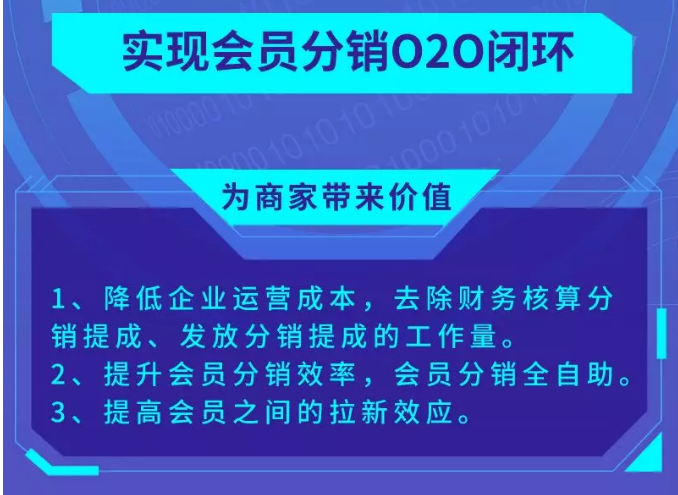 实现会员分销O2O闭环
为商家带来价值
1、降低企业运营成本，去除财务核算分
销提成、发放分销提成的工作量。
2、提升会员分销效率，会员分销全自助。
3、提高会员之间的拉新效应。